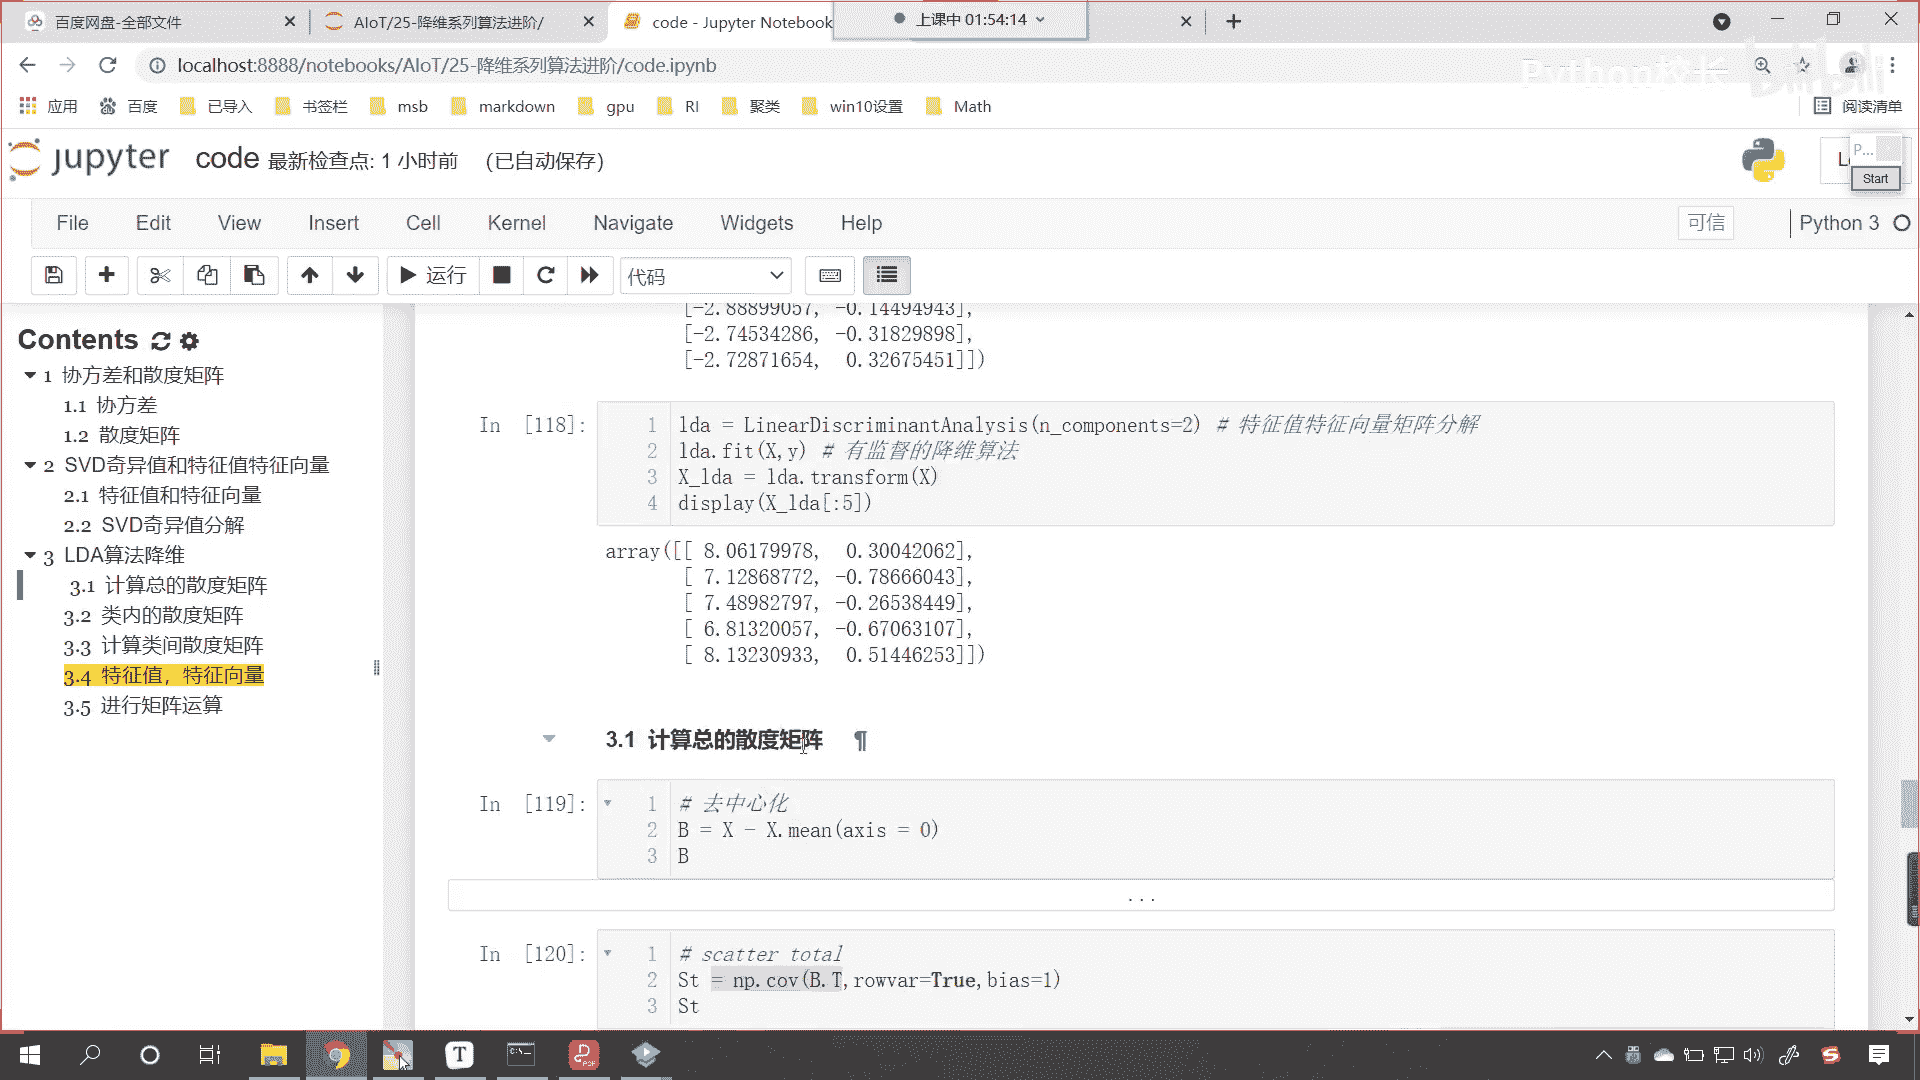 百度网盘-全部文件
AIoT/25-降维系列算法进阶/
code - Jupyter Notebook
上课中 01:54:14
localhost:8888/notebooks/AIoT/25-降维系列算法进阶/code.ipynb
Python校长
bilibili
应用 百度 已导入 书签栏 msb markdown gpu RI 聚类 win10设置 Math 阅读清单
jupyter code 最新检查点: 1 小时前 (已自动保存)
P...
Start
File Edit View Insert Cell Kernel Navigate Widgets Help 可信 Python 3
运行 代码
Contents
1 协方差和散度矩阵
1.1 协方差
1.2 散度矩阵
2 SVD奇异值和特征值特征向量
2.1 特征值和特征向量
2.2 SVD奇异值分解
3 LDA算法降维
3.1 计算总的散度矩阵
3.2 类内的散度矩阵
3.3 计算类间散度矩阵
3.4 特征值，特征向量
3.5 进行矩阵运算
[-2.88899057, -0.14494943],
[-2.74534286, -0.31829898],
[-2.72871654, 0.32675451]])
In [118]:
1 lda = LinearDiscriminantAnalysis(n_components=2) # 特征值特征向量矩阵分解
2 lda.fit(X,y) # 有监督的降维算法
3 X_lda = lda.transform(X)
4 display(X_lda[:5])
array([[ 8.06179978, 0.30042062],
[ 7.12868772, -0.78666043],
[ 7.48982797, -0.26538449],
[ 6.81320057, -0.67063107],
[ 8.13230933, 0.51446253]])
3.1 计算总的散度矩阵 ¶
In [119]:
1 # 去中心化
2 B = X - X.mean(axis = 0)
3 B
...
In [120]:
1 # scatter total
2 St = np.cov(B.T,rowvar=True,bias=1)
3 St